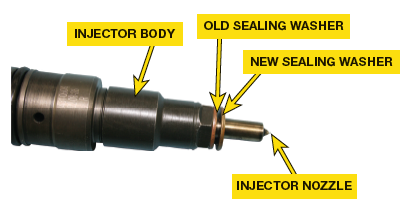 OLD SEALING WASHER
INJECTOR BODY
NEW SEALING WASHER
INJECTOR NOZZLE